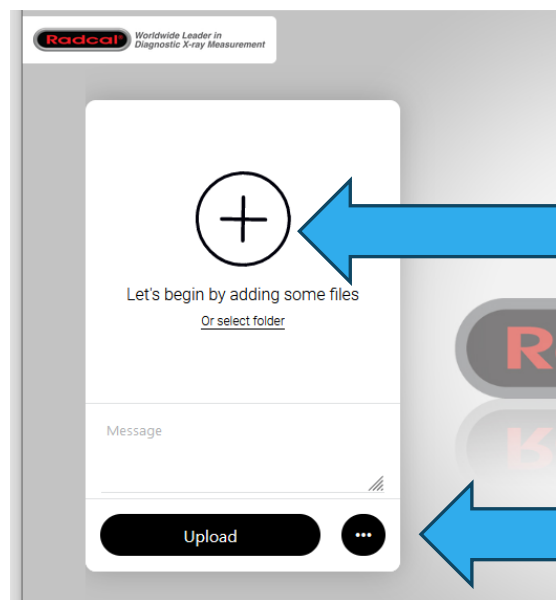 Radcal®
Worldwide Leader in
Diagnostic X-ray Measurement
Let's begin by adding some files
Or select folder
R
Message
Upload